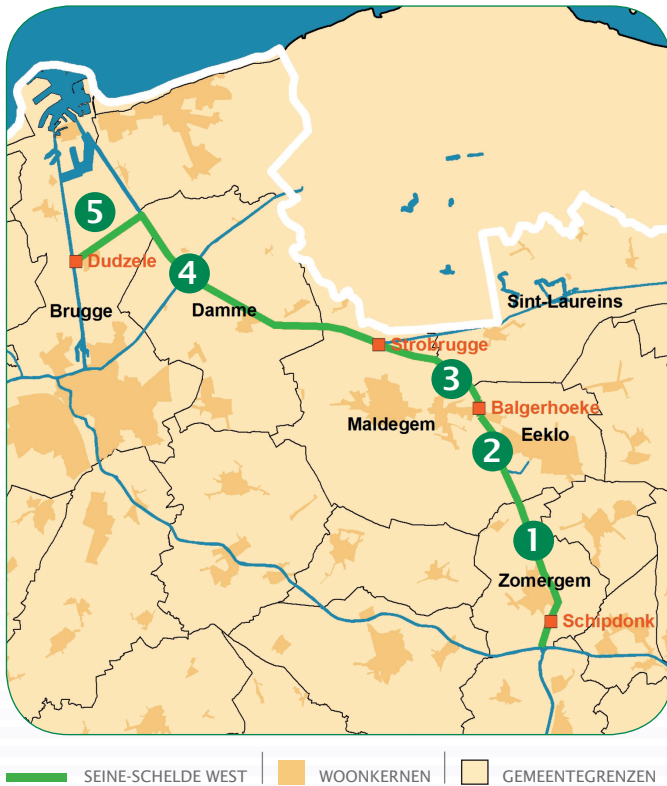 5
Dudzele
4
Brugge
Damme
Sint-Laureins
Strobrugge
3
Maldegem
Balgerhoeke
Eeklo
2
1
Zomergem
Schipdonk
SEINE-SCHELDE WEST
WOONKERNEN
GEMEENTEGRENZEN